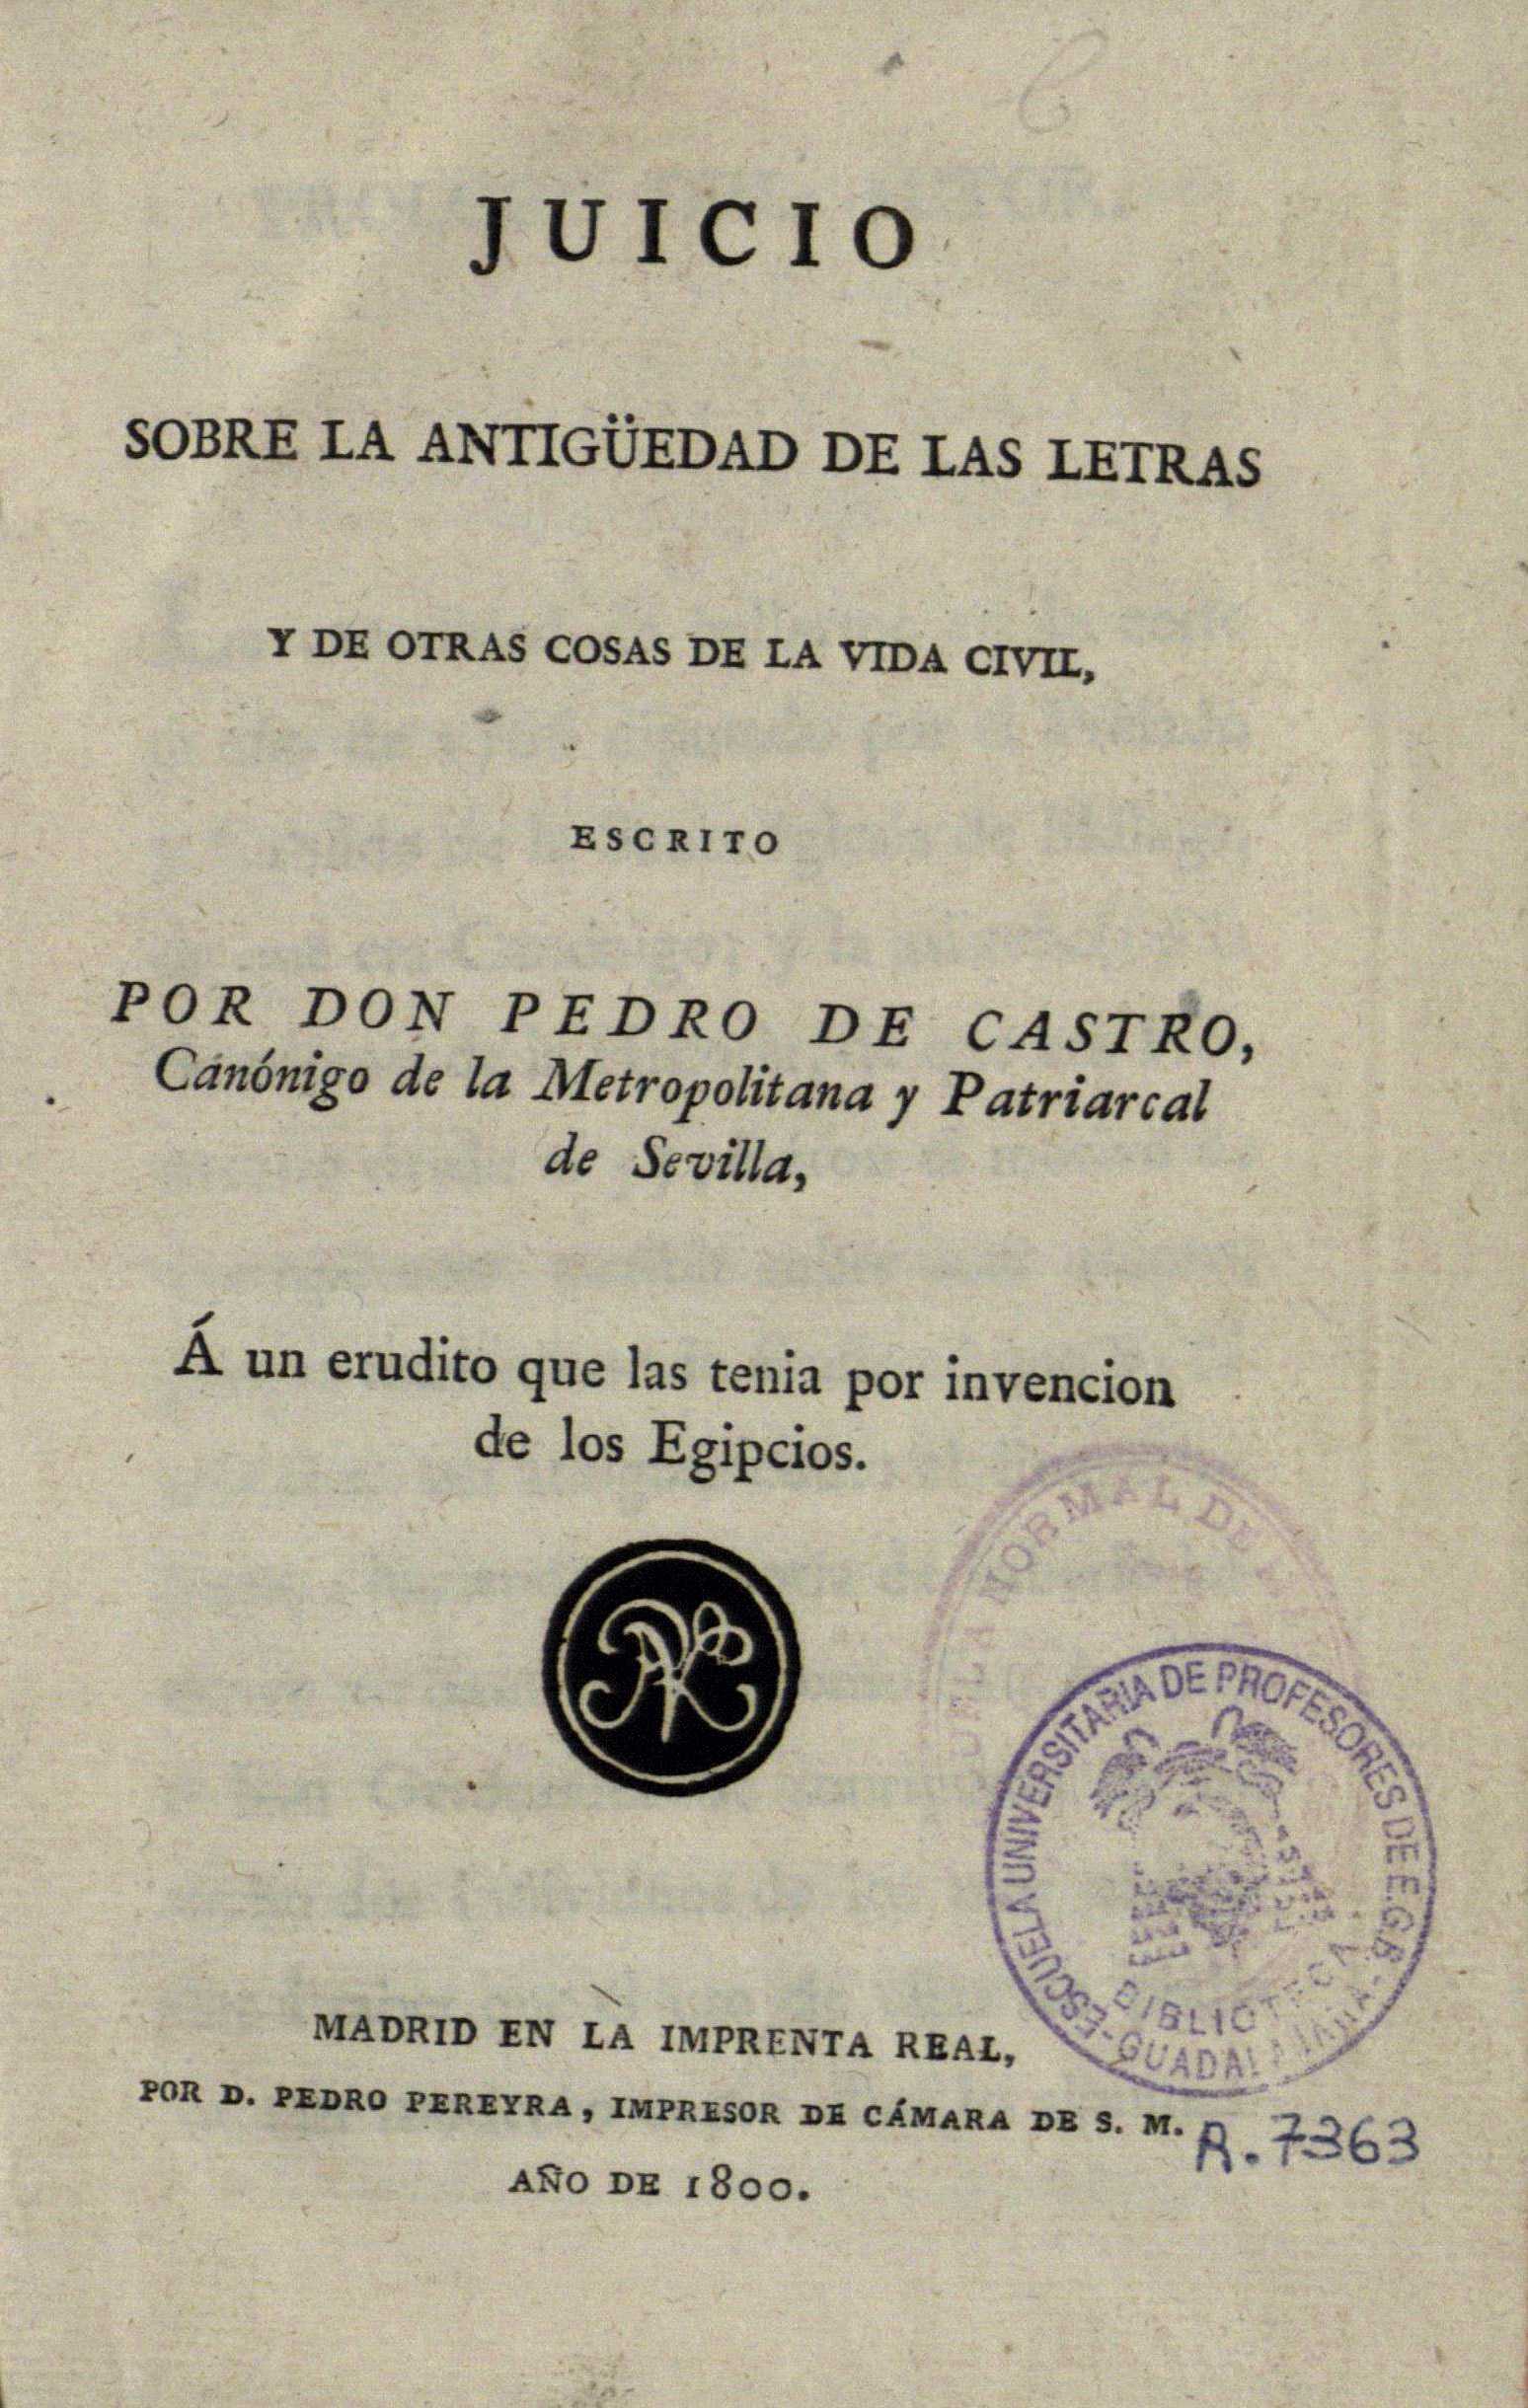 JUICIO
SOBRE LA ANTIGÜEDAD DE LAS LETRAS
Y DE OTRAS COSAS DE LA VIDA CIVIL,
ESCRITO
POR DON PEDRO DE CASTRO,
Canónigo de la Metropolitana y Patriarcal
de Sevilla,
Á un erudito que las tenia por invencion
de los Egipcios.
NORMAL DE
ESCUELA UNIVERSITARIA DE PROFESORES DE E.G.B.
BIBLIOTECA
-GUADALAJARA-
MADRID EN LA IMPRENTA REAL,
POR D. PEDRO PEREYRA, IMPRESOR DE CÁMARA DE S. M.
R. 7363
AÑO DE 1800.